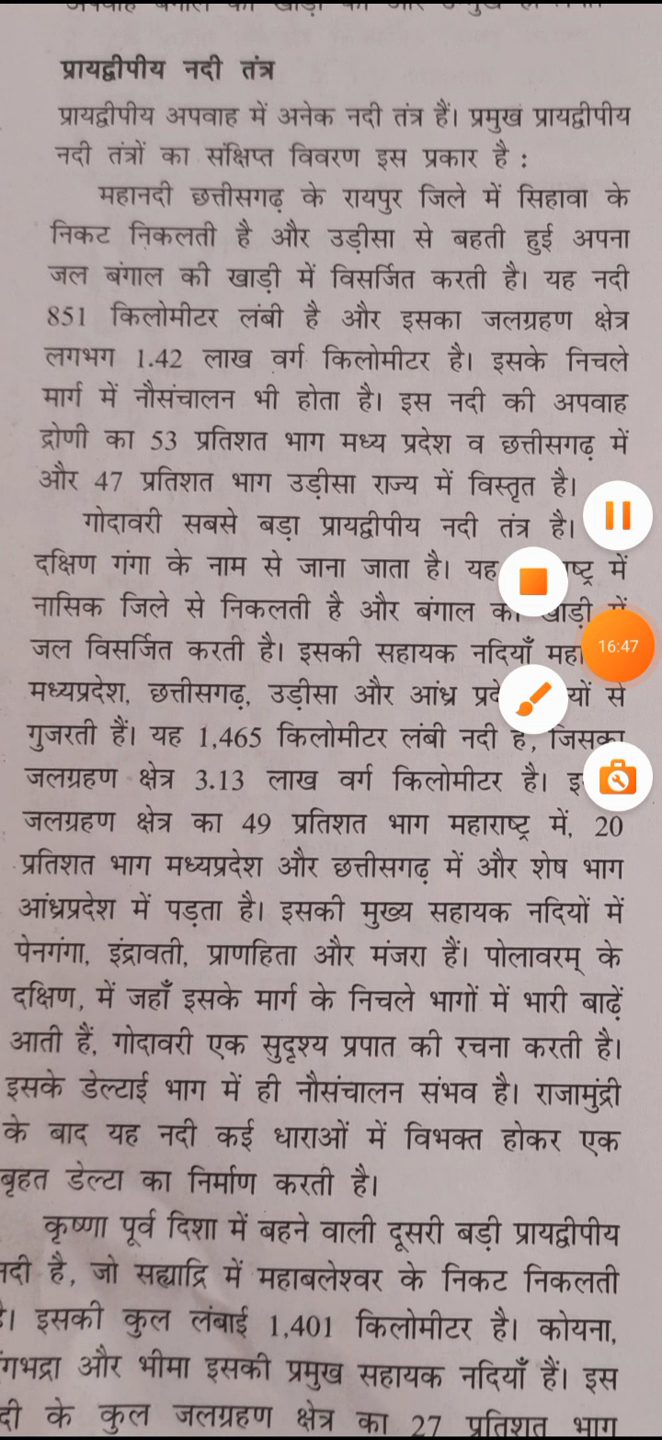 प्रायद्वीपीय नदी तंत्र
प्रायद्वीपीय अपवाह में अनेक नदी तंत्र हैं। प्रमुख प्रायद्वीपीय
नदी तंत्रों का संक्षिप्त विवरण इस प्रकार है :
महानदी छत्तीसगढ़ के रायपुर जिले में सिहावा के
निकट निकलती है और उड़ीसा से बहती हुई अपना
जल बंगाल की खाड़ी में विसर्जित करती है। यह नदी
851 किलोमीटर लंबी है और इसका जलग्रहण क्षेत्र
लगभग 1.42 लाख वर्ग किलोमीटर है। इसके निचले
मार्ग में नौसंचालन भी होता है। इस नदी की अपवाह
द्रोणी का 53 प्रतिशत भाग मध्य प्रदेश व छत्तीसगढ़ में
और 47 प्रतिशत भाग उड़ीसा राज्य में विस्तृत है।
गोदावरी सबसे बड़ा प्रायद्वीपीय नदी तंत्र है।
दक्षिण गंगा के नाम से जाना जाता है। यह में
नासिक जिले से निकलती है और बंगाल की खाड़ी में
16:47
जल विसर्जित करती है। इसकी सहायक नदियाँ
मध्यप्रदेश, छत्तीसगढ़, उड़ीसा और आंध्र से
गुजरती हैं। यह 1,465 किलोमीटर लंबी नदी है, जिसका
जलग्रहण क्षेत्र 3.13 लाख वर्ग किलोमीटर है।
जलग्रहण क्षेत्र का 49 प्रतिशत भाग महाराष्ट्र में, 20
प्रतिशत भाग मध्यप्रदेश और छत्तीसगढ़ में और शेष भाग
आंध्रप्रदेश में पड़ता है। इसकी मुख्य सहायक नदियों में
पेनगंगा, इंद्रावती, प्राणहिता और मंजरा हैं। पोलावरम् के
दक्षिण, में जहाँ इसके मार्ग के निचले भागों में भारी बाढ़ें
आती हैं, गोदावरी एक सुदृश्य प्रपात की रचना करती है।
इसके डेल्टाई भाग में ही नौसंचालन संभव है। राजामुंद्री
के बाद यह नदी कई धाराओं में विभक्त होकर एक
बृहत डेल्टा का निर्माण करती है।
कृष्णा पूर्व दिशा में बहने वाली दूसरी बड़ी प्रायद्वीपीय
नदी है, जो सह्याद्रि में महाबलेश्वर के निकट निकलती
है। इसकी कुल लंबाई 1,401 किलोमीटर है। कोयना,
और भीमा इसकी प्रमुख सहायक नदियाँ हैं। इस
के कुल जलग्रहण क्षेत्र का 27 प्रतिशत भाग